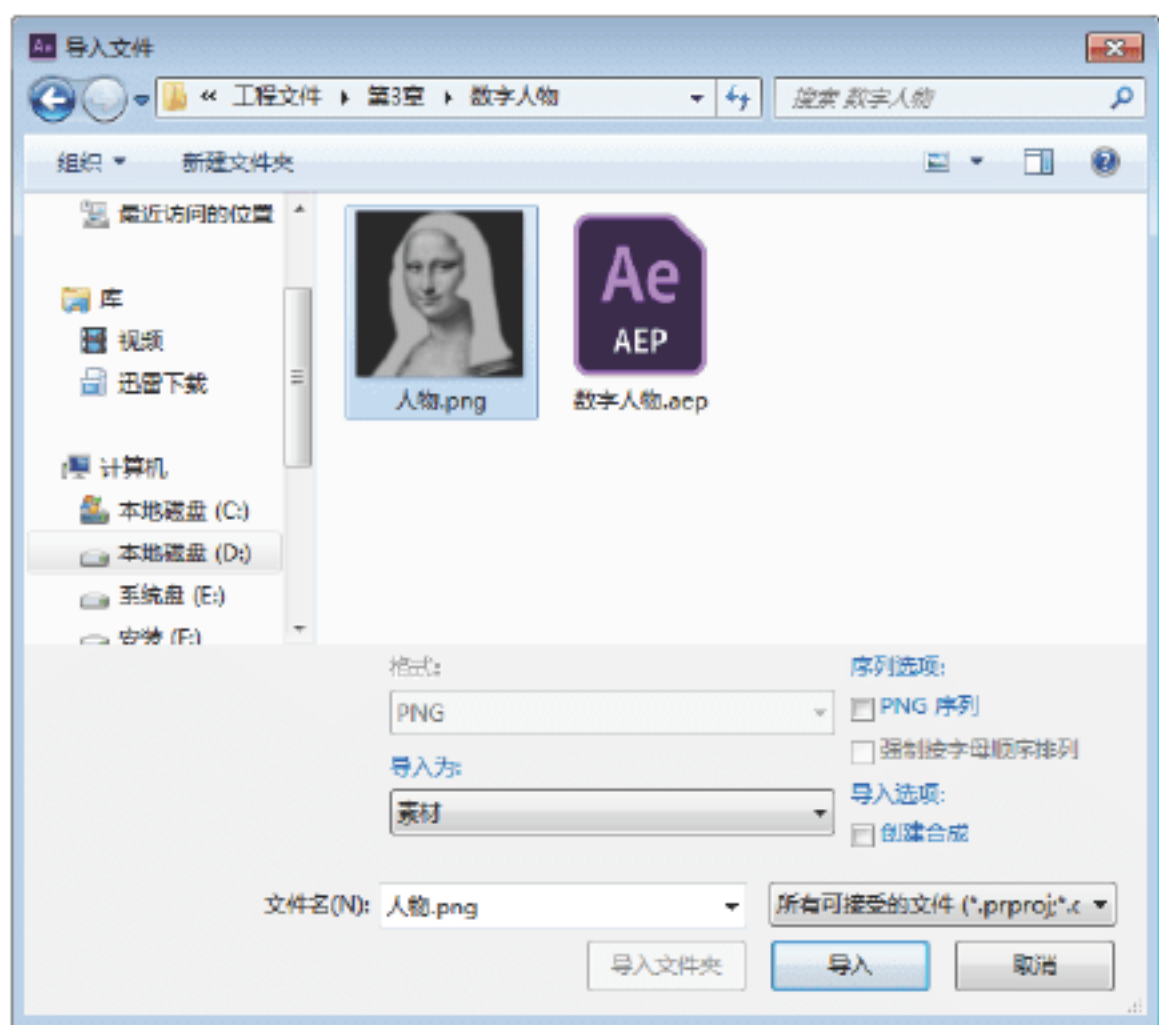 Ae 导入文件
« 工程文件 ▸ 第3章 ▸ 数字人物
搜索 数字人物
组织
新建文件夹
最近访问的位置
库
视频
迅雷下载
计算机
本地磁盘 (C:)
本地磁盘 (D:)
系统盘 (E:)
安装 (F:)
人物.png
Ae
AEP
数字人物.aep
格式:
PNG
导入为:
素材
序列选项:
PNG 序列
强制按字母顺序排列
导入选项:
创建合成
文件名(N):
人物.png
所有可接受的文件 (*.prproj;*.c
导入文件夹
导入
取消